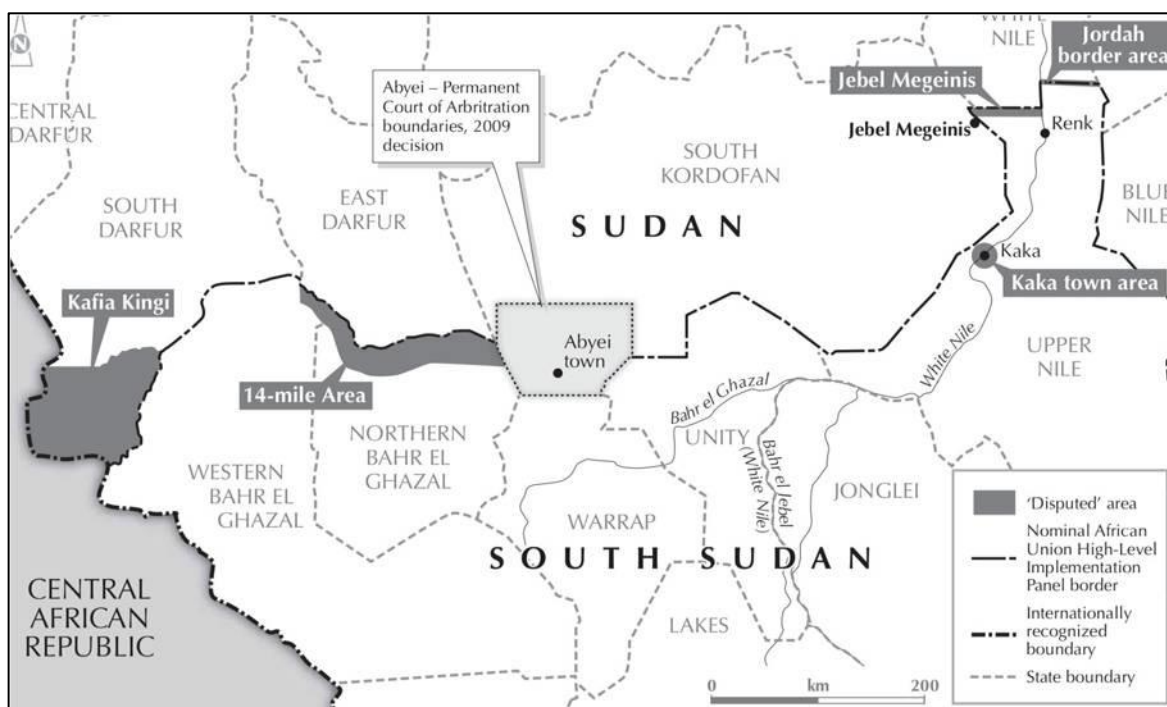 N
WHITE
NILE
Jordah
border area
Jebel Megeinis
Jebel Megeinis
Renk
Abyei – Permanent
Court of Arbritration
boundaries, 2009
decision
CENTRAL
DARFUR
SOUTH
DARFUR
EAST
DARFUR
SOUTH
KORDOFAN
BLUE
NILE
SUDAN
Kaka
Kaka town area
Kafia Kingi
Abyei
town
14-mile Area
White Nile
UPPER
NILE
Bahr el Ghazal
UNITY
Bahr el Jebel
(White Nile)
NORTHERN
BAHR EL
GHAZAL
WESTERN
BAHR EL
GHAZAL
JONGLEI
WARRAP
SOUTH SUDAN
CENTRAL
AFRICAN
REPUBLIC
LAKES
'Disputed' area
Nominal African
Union High-Level
Implementation
Panel border
Internationally
recognized
boundary
State boundary
0 km 200